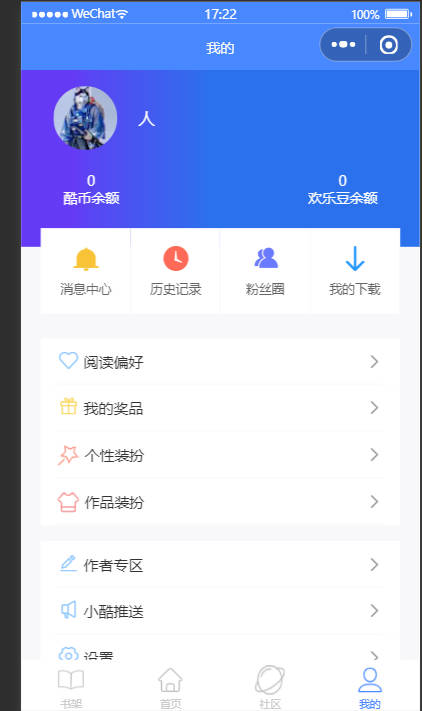 WeChat
17:22
100%
我的
人
0
酷币余额
0
欢乐豆余额
消息中心
历史记录
粉丝圈
我的下载
阅读偏好
我的奖品
个性装扮
作品装扮
作者专区
小酷推送
设置
书架
首页
社区
我的